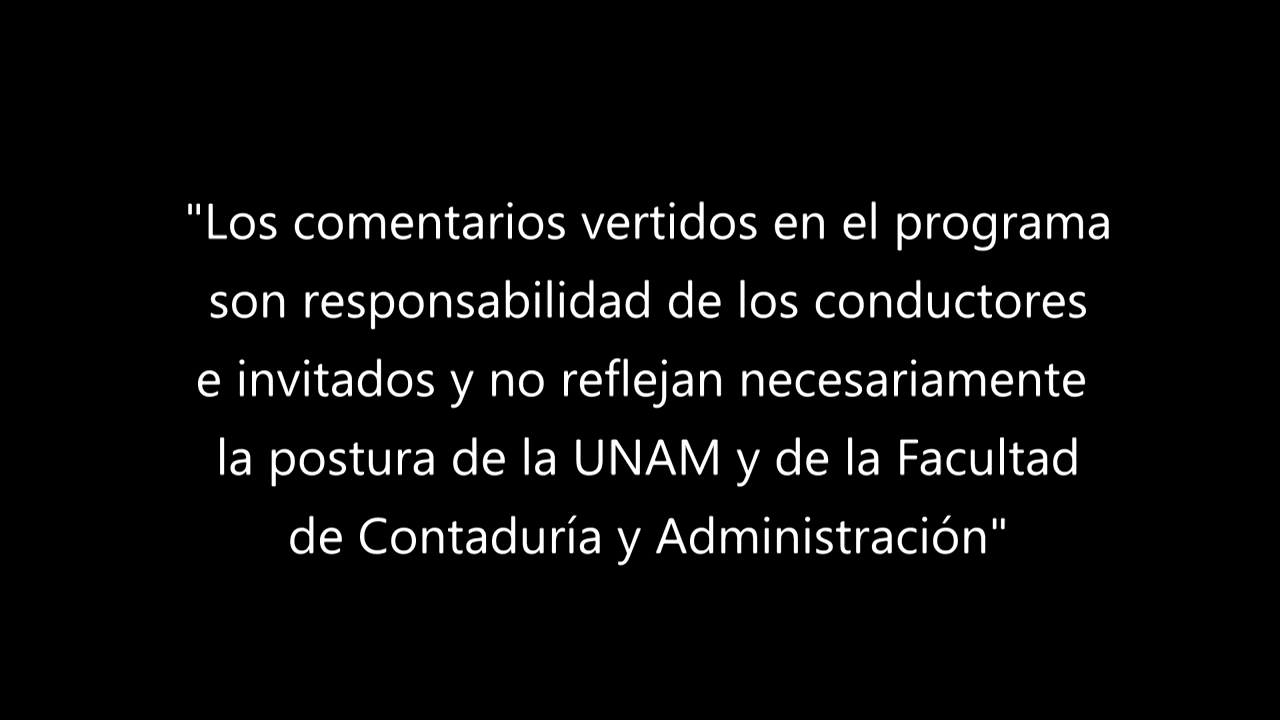 "Los comentarios vertidos en el programa
son responsabilidad de los conductores
e invitados y no reflejan necesariamente
la postura de la UNAM y de la Facultad
de Contaduría y Administración"